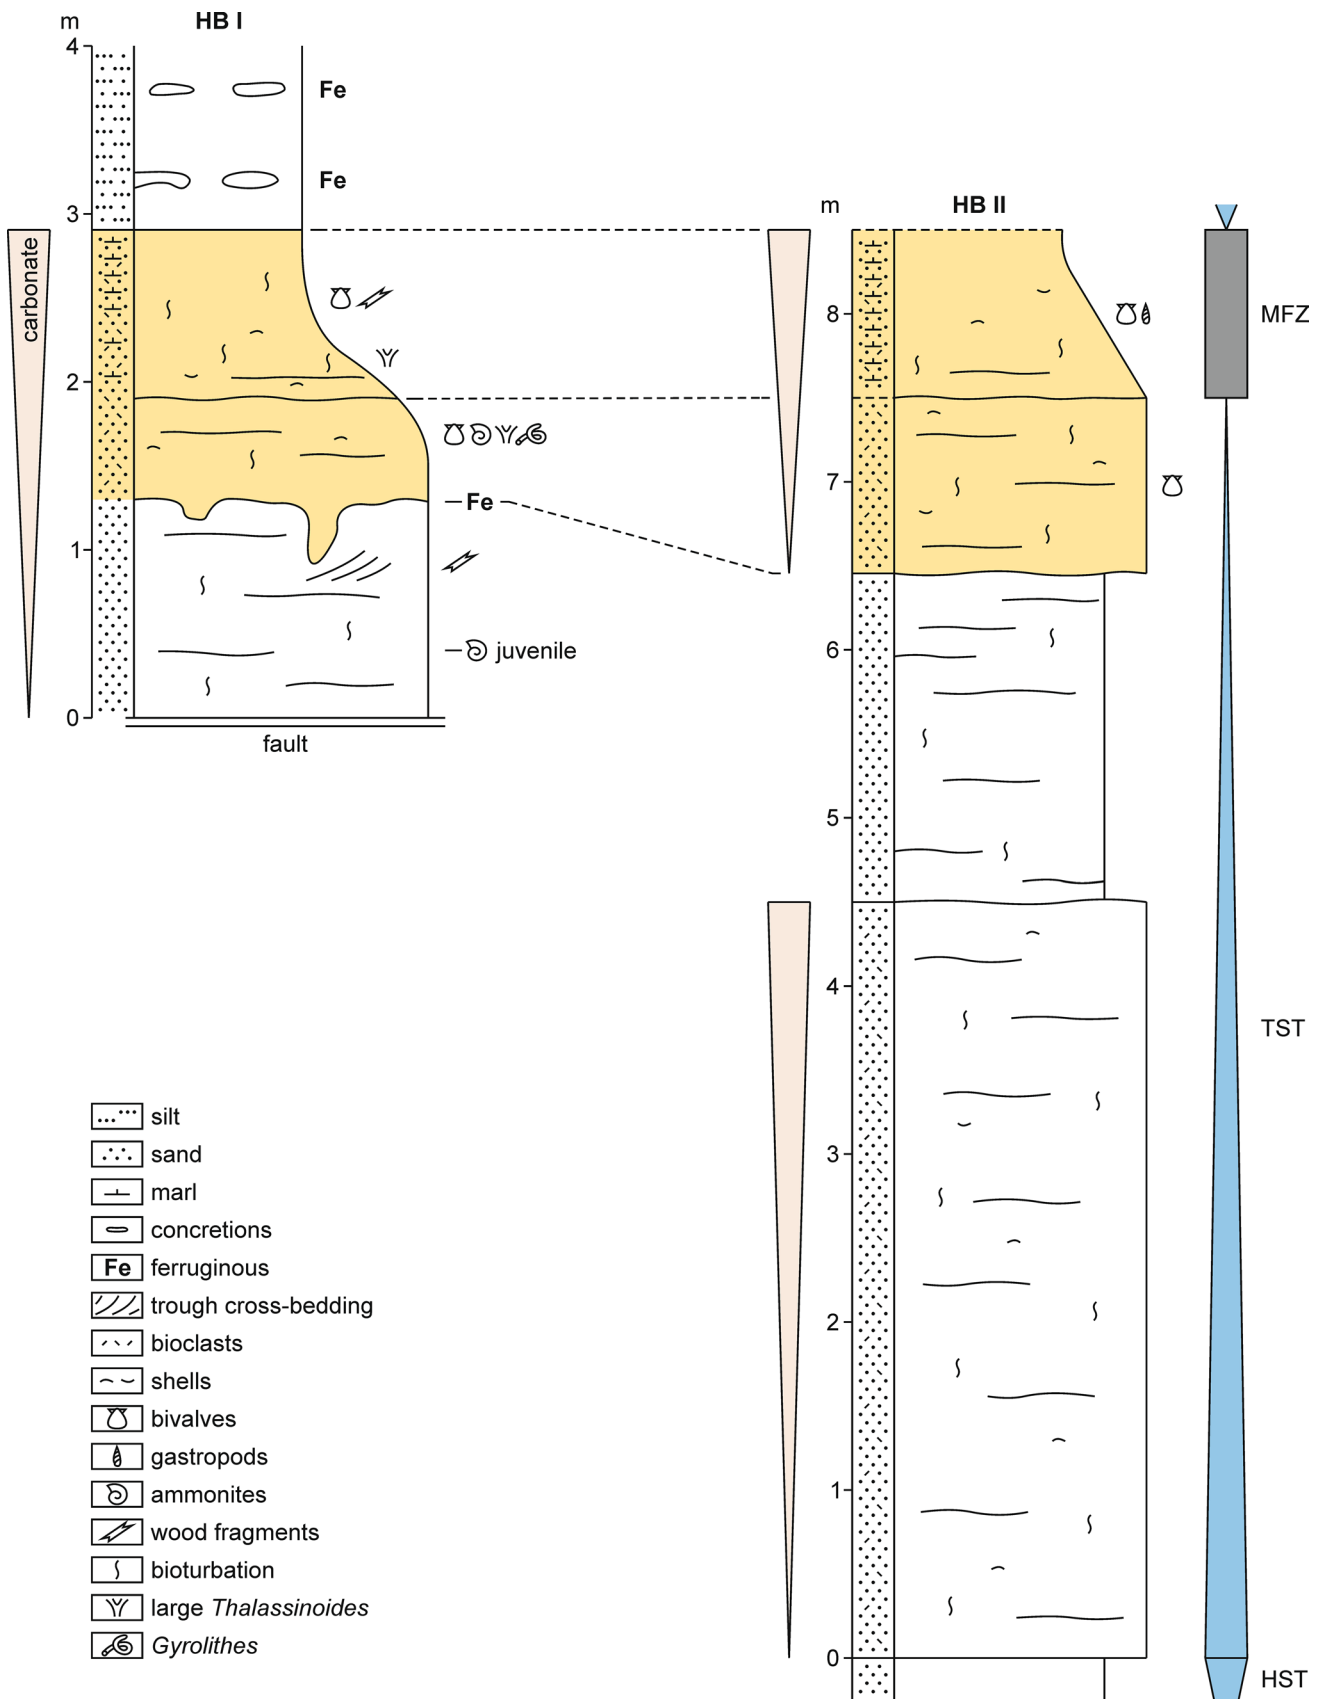 m
HB I
4
Fe
Fe
3
carbonate
2
Fe
1
juvenile
0
fault
m
HB II
8
MFZ
7
6
5
4
TST
3
2
1
0
HST
silt
sand
marl
concretions
Fe ferruginous
trough cross-bedding
bioclasts
shells
bivalves
gastropods
ammonites
wood fragments
bioturbation
large Thalassinoides
Gyrolithes